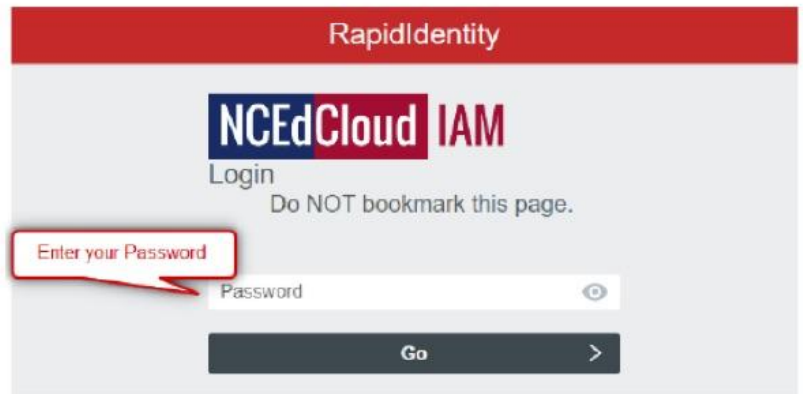 RapidIdentity
NCEdCloud IAM
Login
Do NOT bookmark this page.
Enter your Password
Password
Go